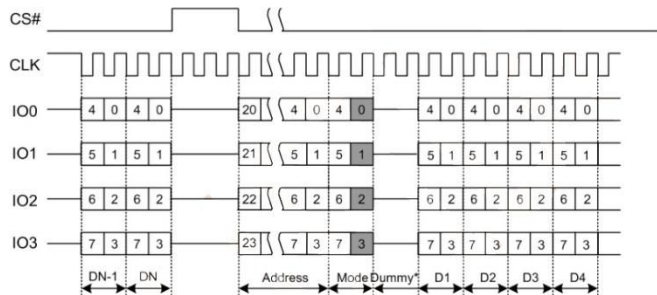 CS#
CLK
IO0 4 0 4 0 20 4 0 4 0 4 0 4 0 4 0 4 0
IO1 5 1 5 1 21 5 1 5 1 5 1 5 1 5 1 5 1
IO2 6 2 6 2 22 6 2 6 2 6 2 6 2 6 2 6 2
IO3 7 3 7 3 23 7 3 7 3 7 3 7 3 7 3 7 3
DN-1 DN Address Mode Dummy* D1 D2 D3 D4